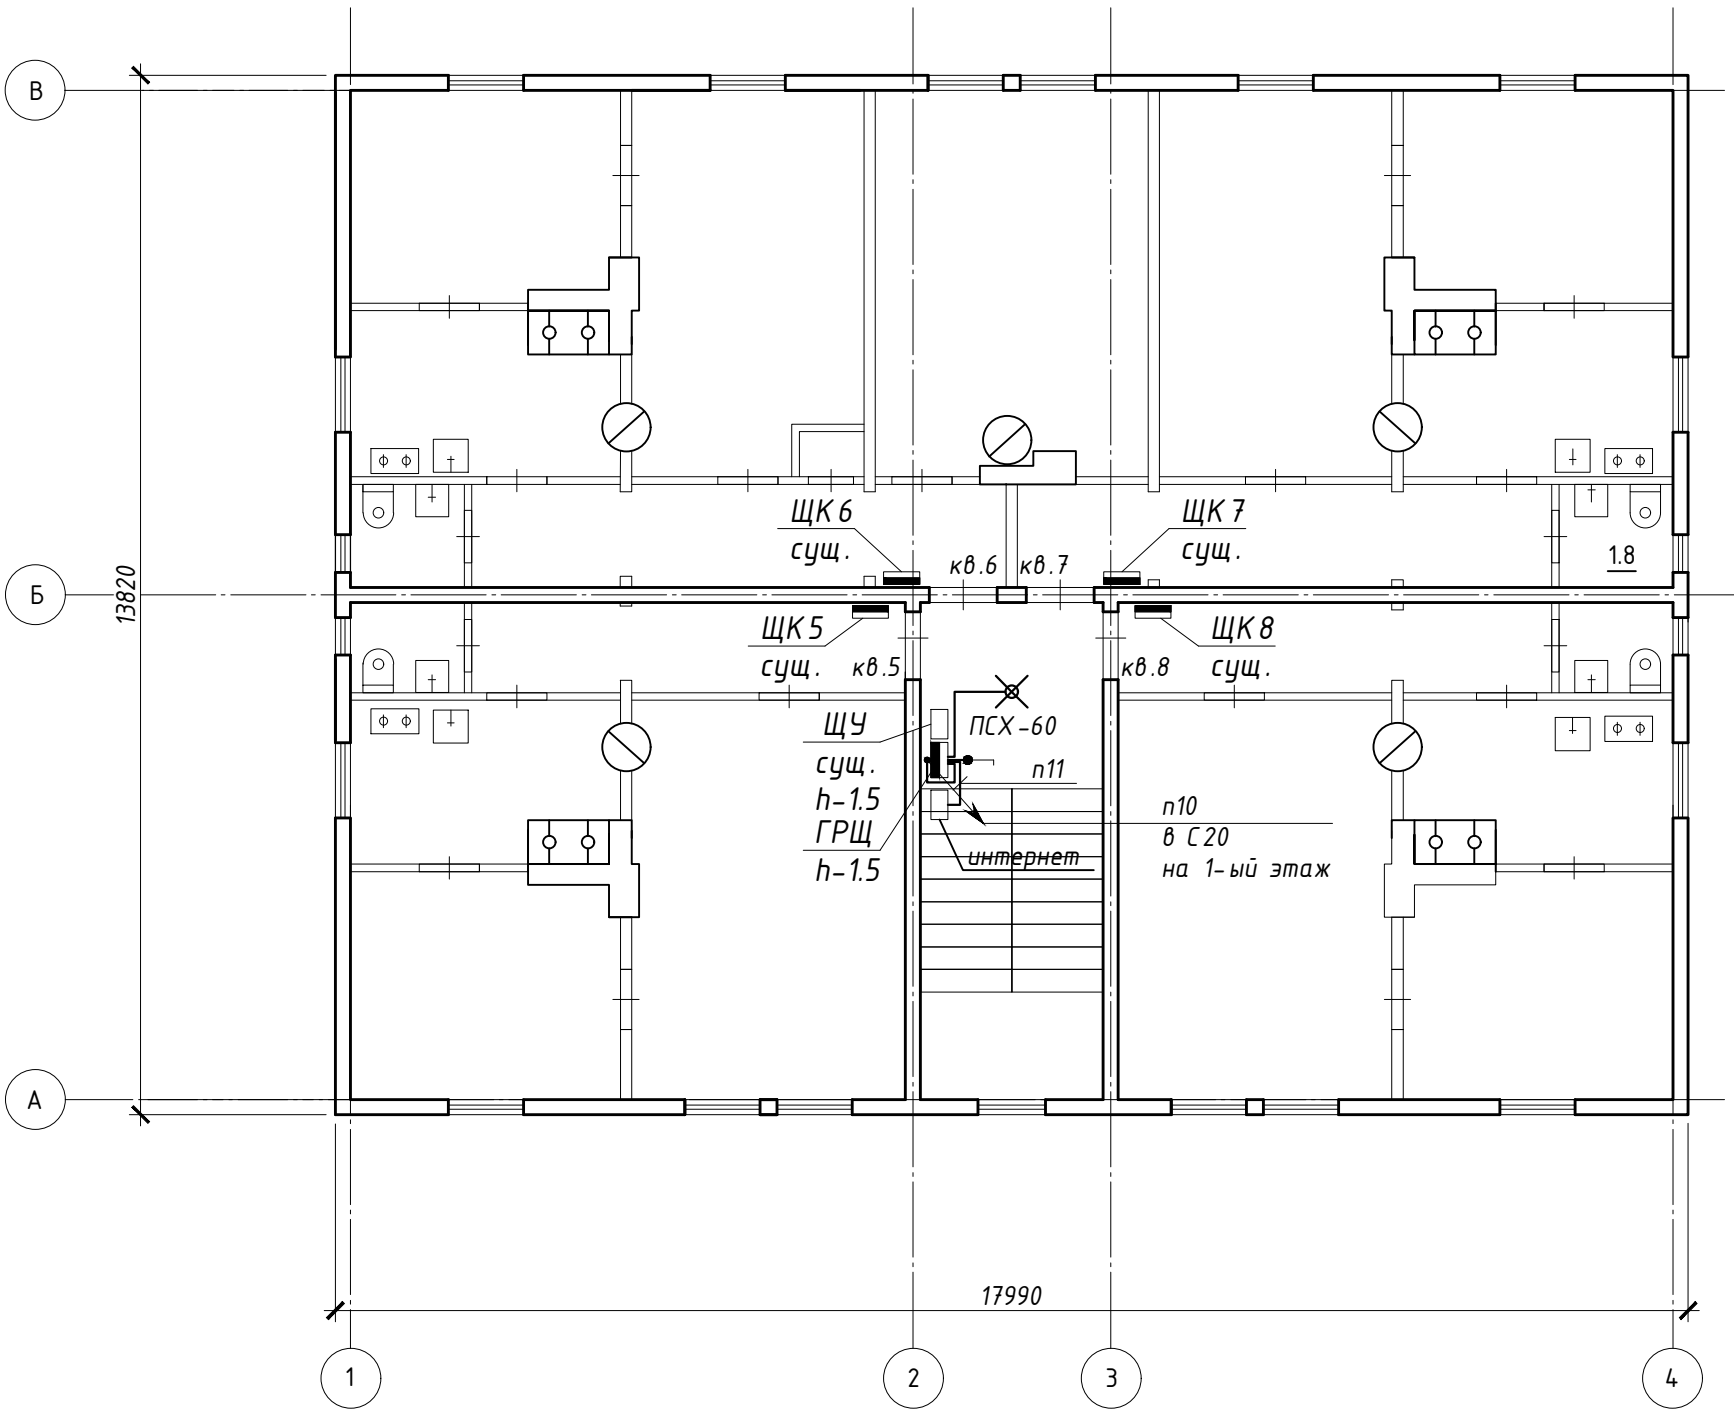 В
ЩК 6
сущ.
ЩК 7
сущ.
кв.6
кв.7
1.8
Б
13820
ЩК 5
сущ.
кв.5
ЩК 8
сущ.
кв.8
ЩУ
сущ.
h-1.5
ГРЩ
h-1.5
ПСХ-60
п11
интернет
п10
в С20
на 1-ый этаж
А
17990
1
2
3
4